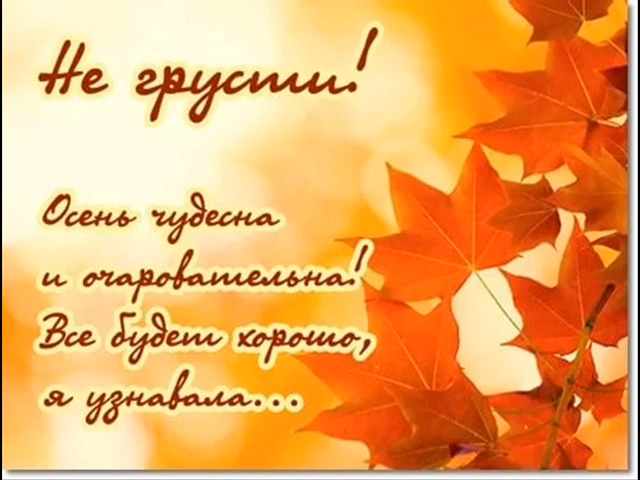 Не грусти!
Осень чудесна
и очаровательна!
Все будет хорошо,
я узнавала...